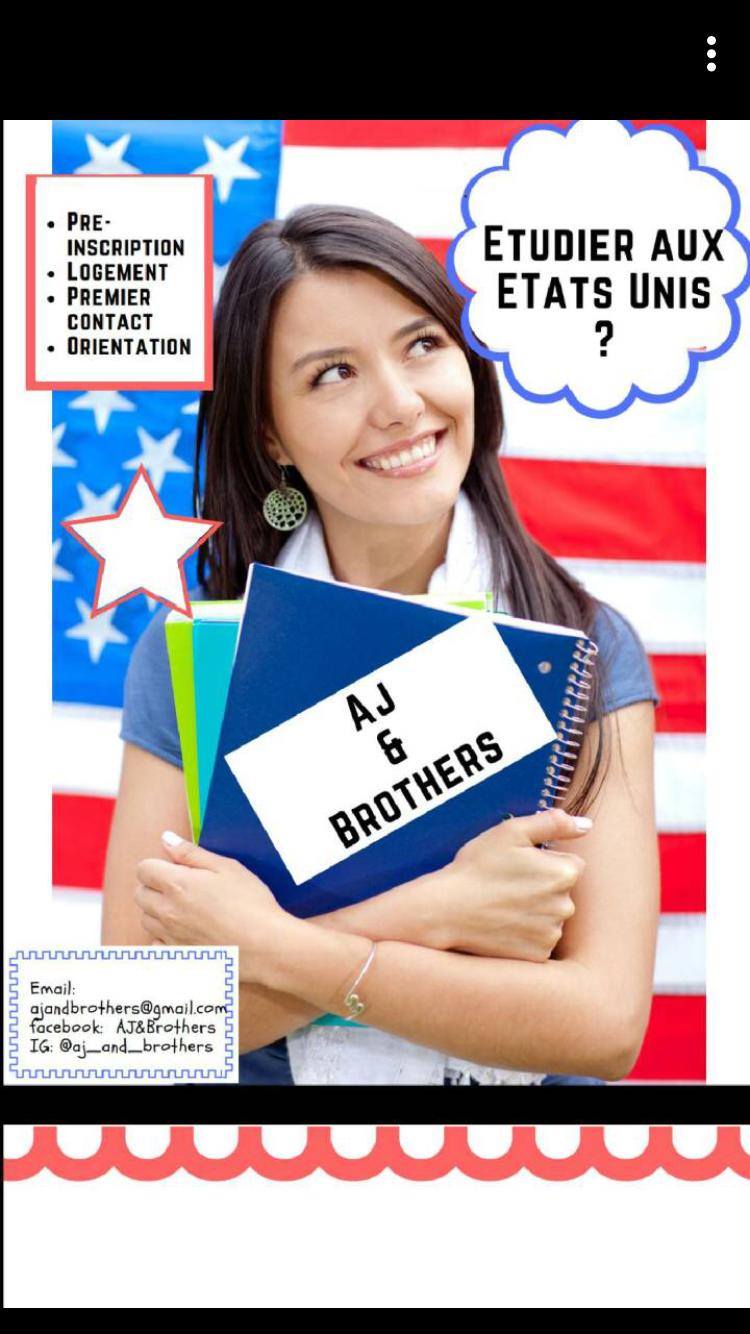 ETUDIER AUX
ETATS UNIS
?
• PRE-
INSCRIPTION
• LOGEMENT
• PREMIER
CONTACT
• ORIENTATION
AJ
&
BROTHERS
Email:
ajandbrothers@gmail.com
facebook: AJ&Brothers
IG: @aj_and_brothers